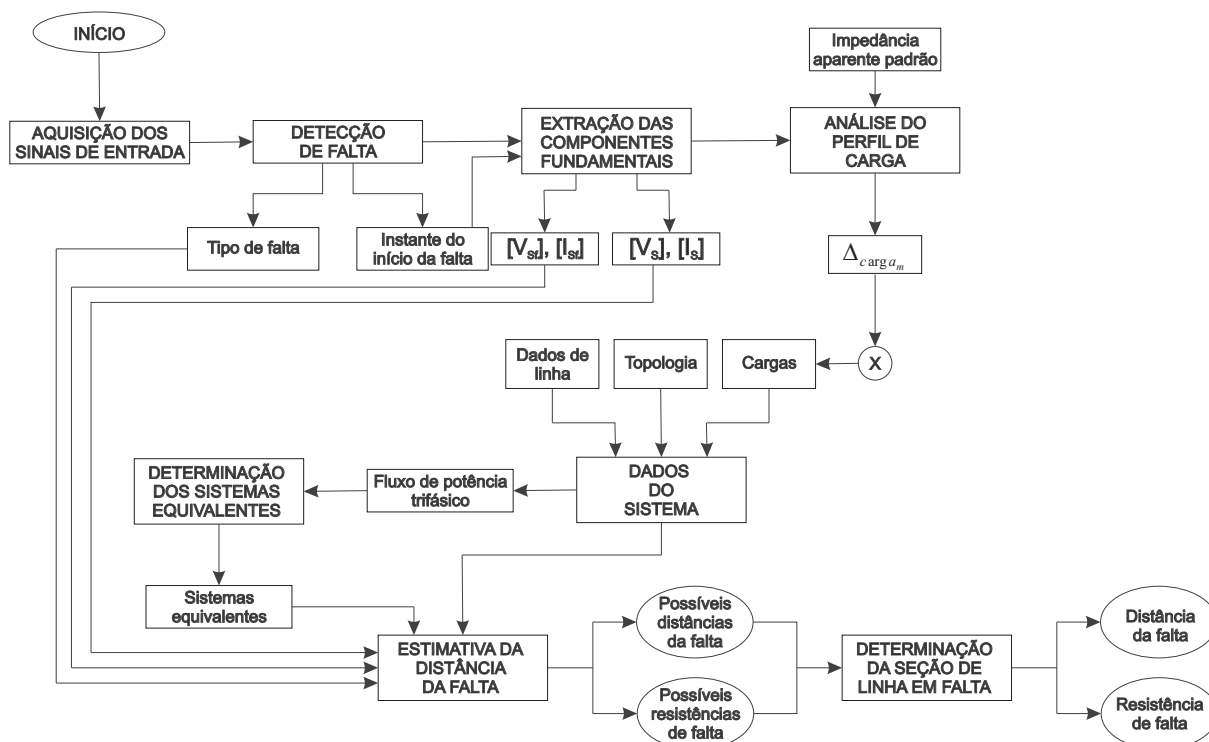 INÍCIO
Impedância
aparente padrão
AQUISIÇÃO DOS
SINAIS DE ENTRADA
DETECÇÃO
DE FALTA
EXTRAÇÃO DAS
COMPONENTES
FUNDAMENTAIS
ANÁLISE DO
PERFIL DE
CARGA
Tipo de falta
Instante do
início da falta
[Vsf], [Isf]
[Vs], [Is]
Δcargam
Dados de
linha
Topologia
Cargas
X
DETERMINAÇÃO
DOS SISTEMAS
EQUIVALENTES
Fluxo de potência
trifásico
DADOS
DO
SISTEMA
Sistemas
equivalentes
ESTIMATIVA DA
DISTÂNCIA
DA FALTA
Possíveis
distâncias
da falta
Possíveis
resistências
de falta
DETERMINAÇÃO
DA SEÇÃO DE
LINHA EM FALTA
Distância
da falta
Resistência
de falta